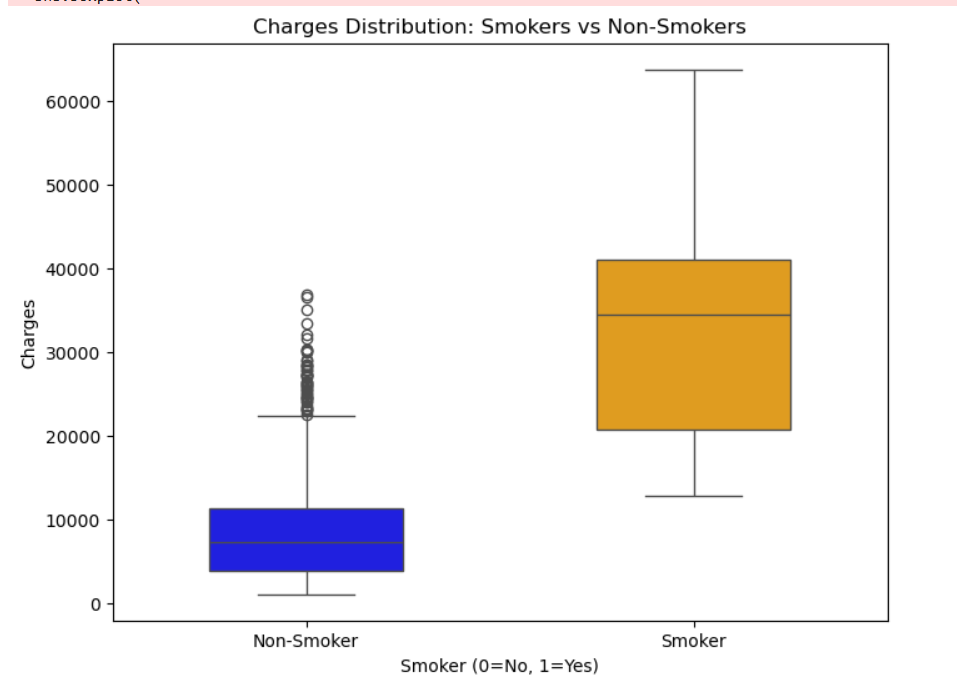 Charges Distribution: Smokers vs Non-Smokers
Charges
60000
50000
40000
30000
20000
10000
0
Non-Smoker
Smoker
Smoker (0=No, 1=Yes)